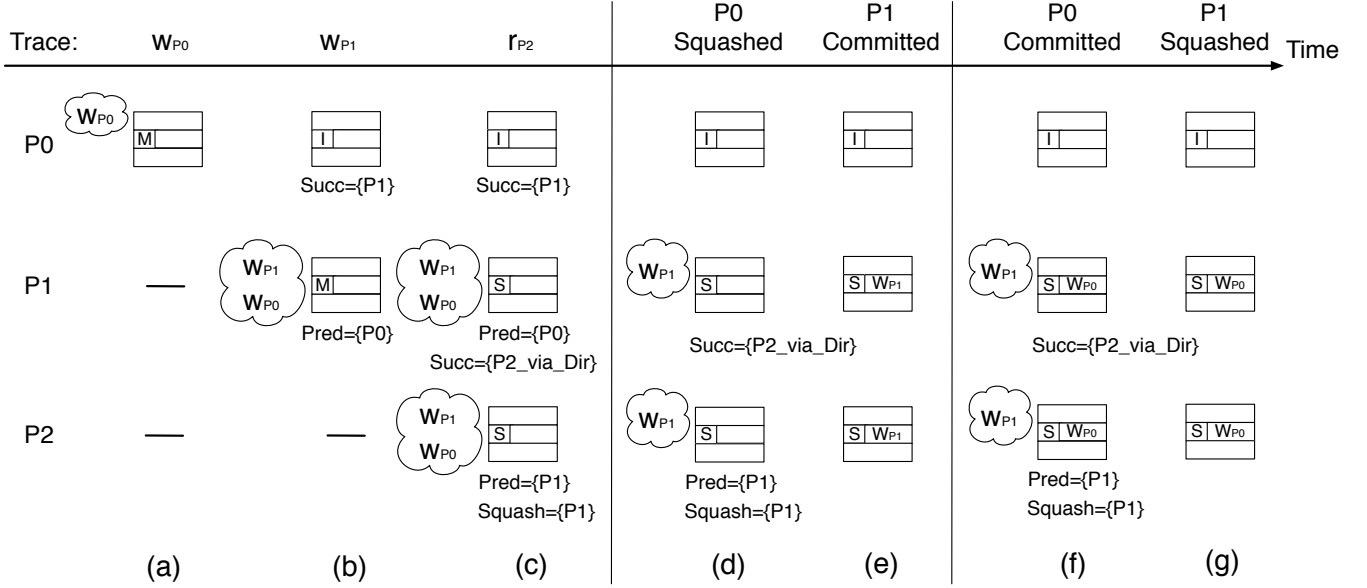 P0 P1 P0 P1
Trace: WP0 WP1 rP2 Squashed Committed Committed Squashed Time
WP0
P0 M I I I I I I
Succ={P1} Succ={P1}
WP1 WP1 WP1 WP1
P1 — M S S S WP1 S WP0 S WP0
WP0 WP0
Pred={P0} Pred={P0}
Succ={P2_via_Dir} Succ={P2_via_Dir} Succ={P2_via_Dir}
WP1 WP1 WP1
P2 — — S S S WP1 S WP0 S WP0
WP0
Pred={P1} Pred={P1} Pred={P1}
Squash={P1} Squash={P1} Squash={P1}
(a) (b) (c) (d) (e) (f) (g)